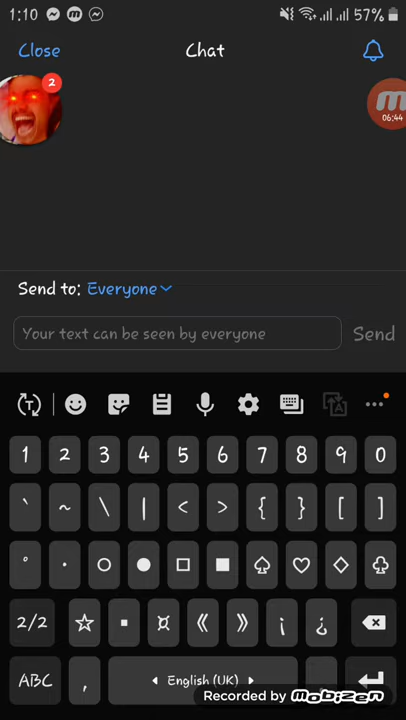 1:10 57%
Close Chat
2
06:44
Send to: Everyone
Your text can be seen by everyone Send
1 2 3 4 5 6 7 8 9 0
` ~ \ | < > { } [ ]
° • ○ ● □ ■ ♤ ♡ ◇ ♧
2/2 ☆ ▪ ¤ 《 》 ¡ ¿
ABC , English (UK)
Recorded by mobizen